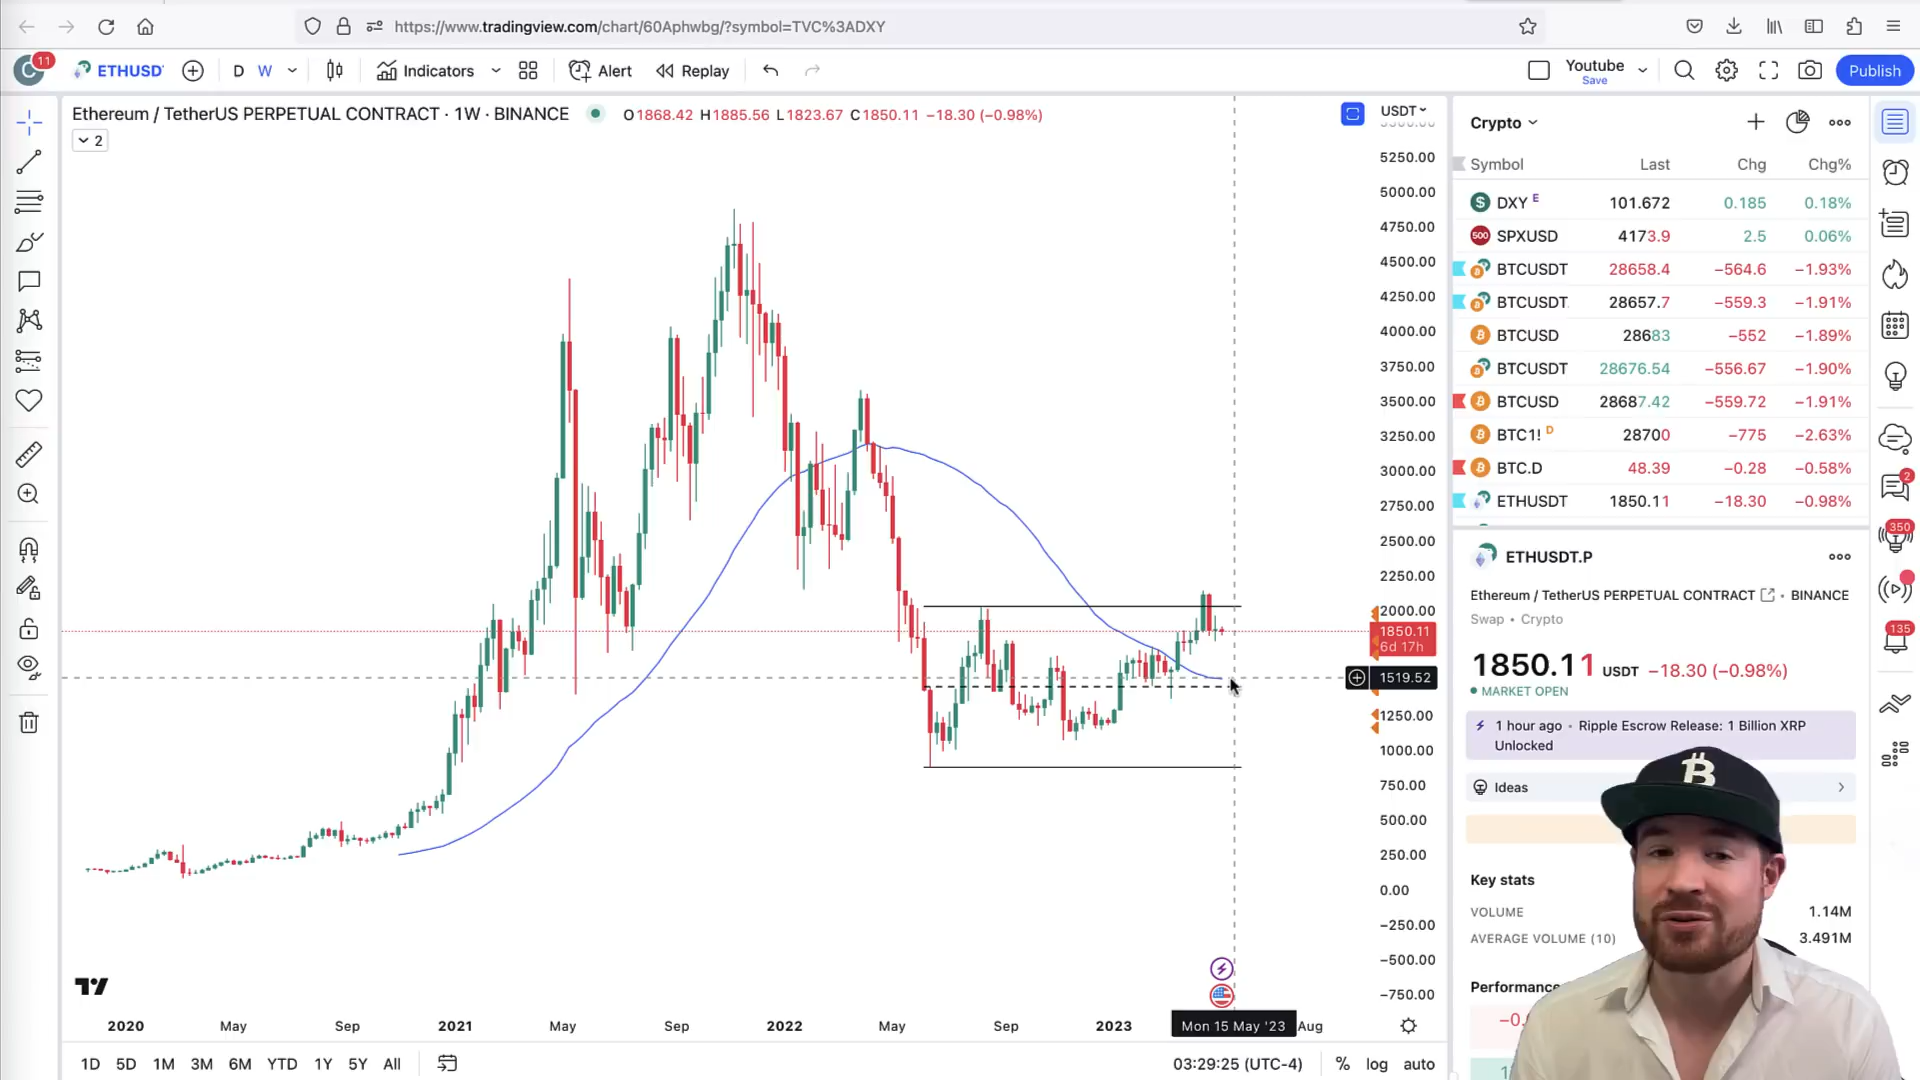 https://www.tradingview.com/chart/60Aphwbg/?symbol=TVC%3ADXY
C 11 ETHUSD D W Indicators Alert Replay Youtube Save Publish
Ethereum / TetherUS PERPETUAL CONTRACT · 1W · BINANCE O1868.42 H1885.56 L1823.67 C1850.11 −18.30 (−0.98%)
2
USDT
5250.00
5000.00
4750.00
4500.00
4250.00
4000.00
3750.00
3500.00
3250.00
3000.00
2750.00
2500.00
2250.00
2000.00
1850.11
6d 17h
1519.52
1250.00
1000.00
750.00
500.00
250.00
0.00
−250.00
−500.00
−750.00
2020 May Sep 2021 May Sep 2022 May Sep 2023 Mon 15 May '23 Aug
1D 5D 1M 3M 6M YTD 1Y 5Y All 03:29:25 (UTC-4) % log auto
Crypto
Symbol Last Chg Chg%
DXY E 101.672 0.185 0.18%
500 SPXUSD 4173.9 2.5 0.06%
BTCUSDT 28658.4 −564.6 −1.93%
BTCUSDT 28657.7 −559.3 −1.91%
BTCUSD 28683 −552 −1.89%
BTCUSDT 28676.54 −556.67 −1.90%
BTCUSD 28687.42 −559.72 −1.91%
BTC1! D 28700 −775 −2.63%
BTC.D 48.39 −0.28 −0.58%
ETHUSDT 1850.11 −18.30 −0.98%
ETHUSDT.P
Ethereum / TetherUS PERPETUAL CONTRACT BINANCE
Swap • Crypto
1850.11 USDT −18.30 (−0.98%)
MARKET OPEN
1 hour ago • Ripple Escrow Release: 1 Billion XRP
Unlocked
Ideas
Key stats
VOLUME 1.14M
AVERAGE VOLUME (10) 3.491M
Performance
2
350
135
B